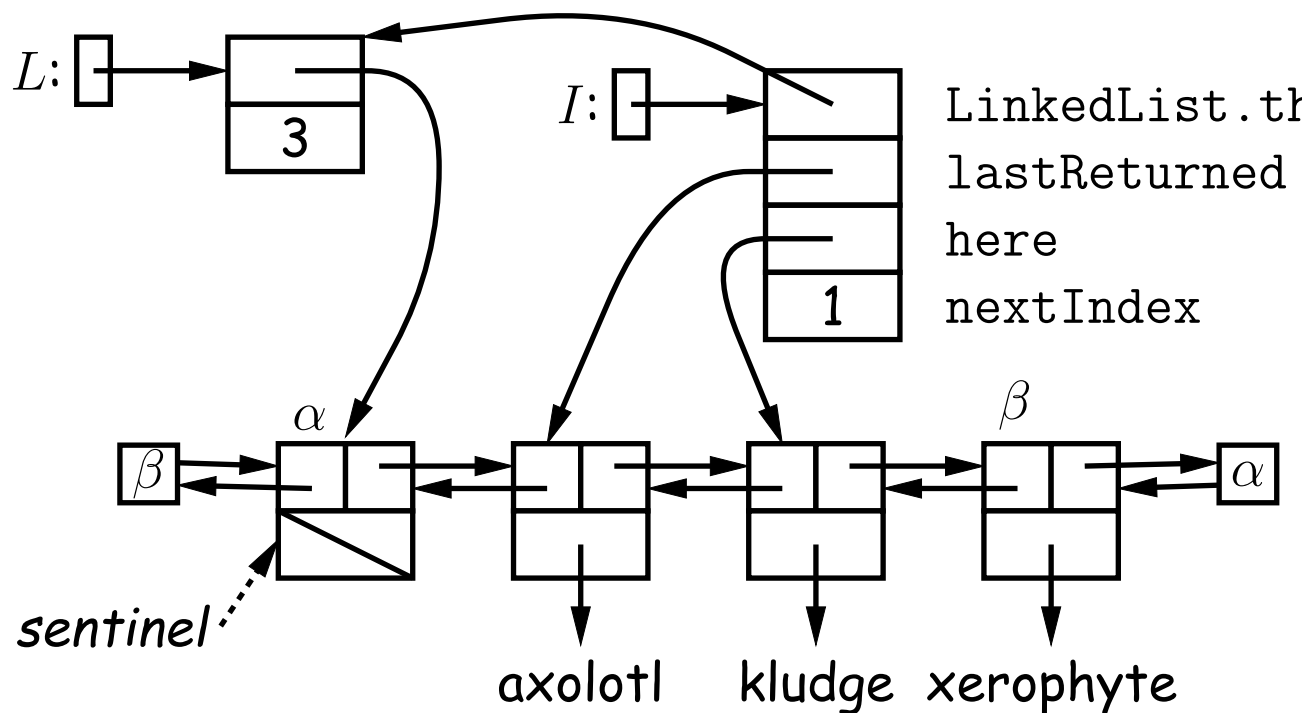 L:
3
I:
LinkedList.th
lastReturned
here
1
nextIndex
α
β
β
α
sentinel
axolotl kludge xerophyte